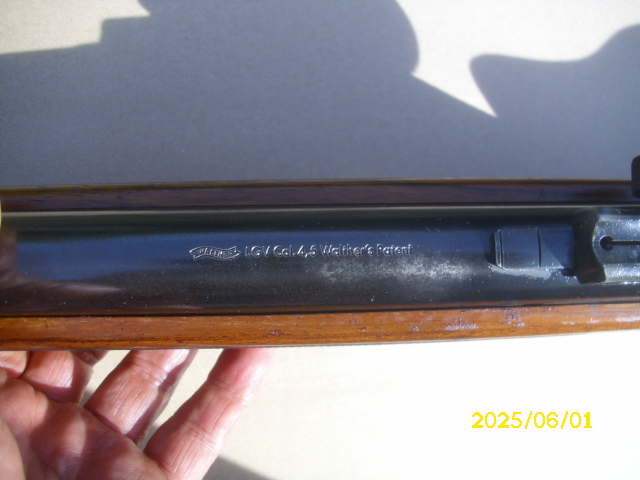 WALTHER LGV Cal. 4,5 Walther's Patent
2025/06/01